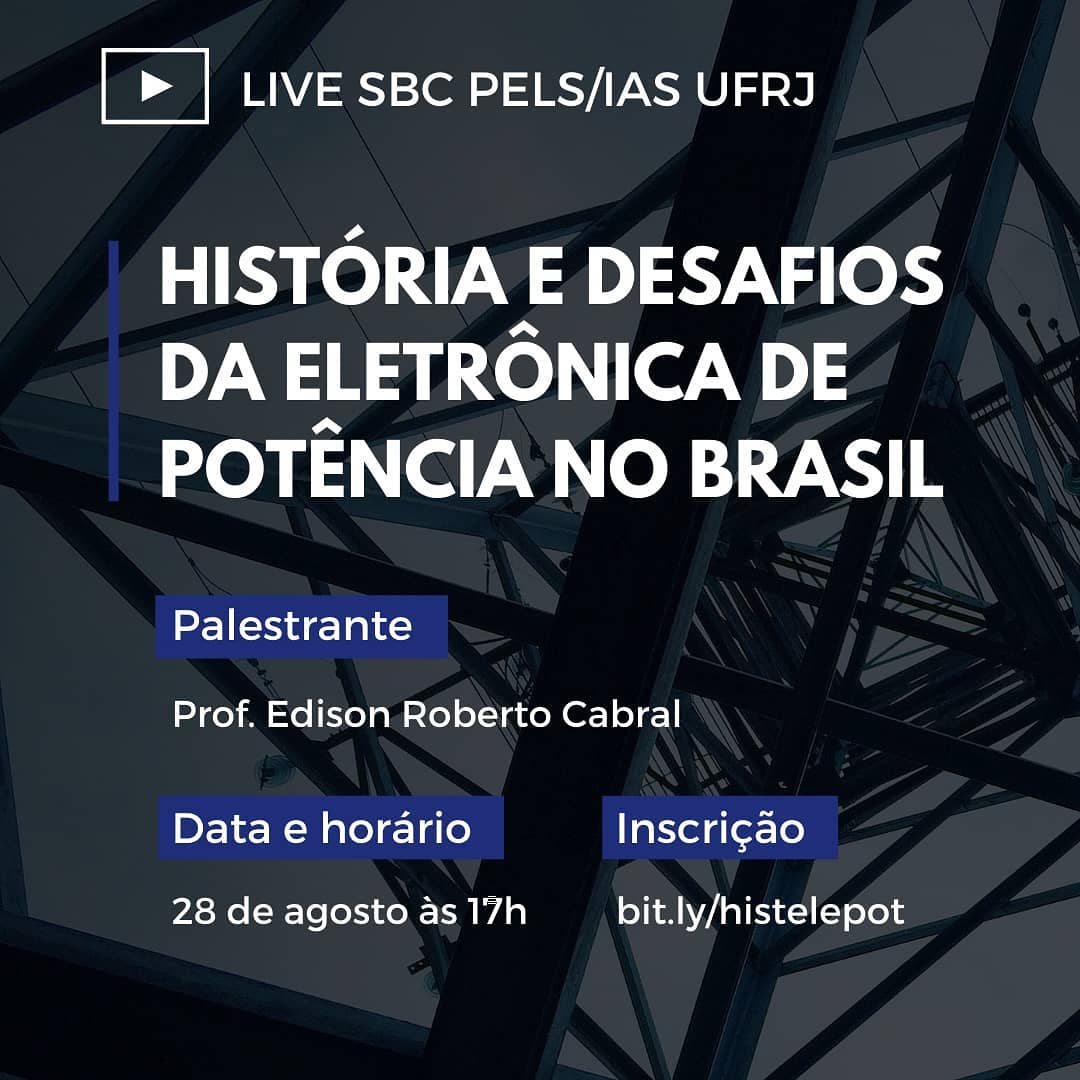 LIVE SBC PELS/IAS UFRJ
HISTÓRIA E DESAFIOS
DA ELETRÔNICA DE
POTÊNCIA NO BRASIL
Palestrante
Prof. Edison Roberto Cabral
Data e horário
28 de agosto às 17h
Inscrição
bit.ly/histelepot